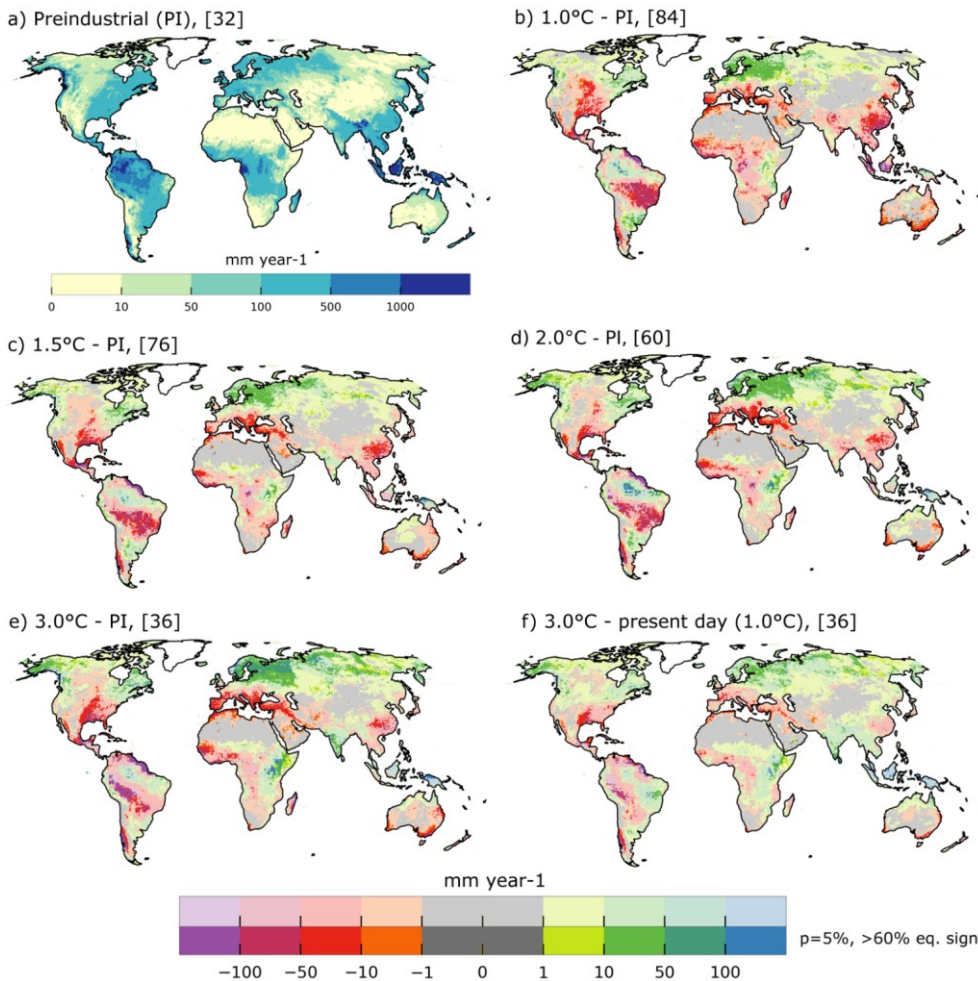 a) Preindustrial (PI), [32]
b) 1.0°C - PI, [84]
mm year-1
0 10 50 100 500 1000
c) 1.5°C - PI, [76]
d) 2.0°C - PI, [60]
e) 3.0°C - PI, [36]
f) 3.0°C - present day (1.0°C), [36]
mm year-1
p=5%, >60% eq. sign
−100 −50 −10 −1 0 1 10 50 100